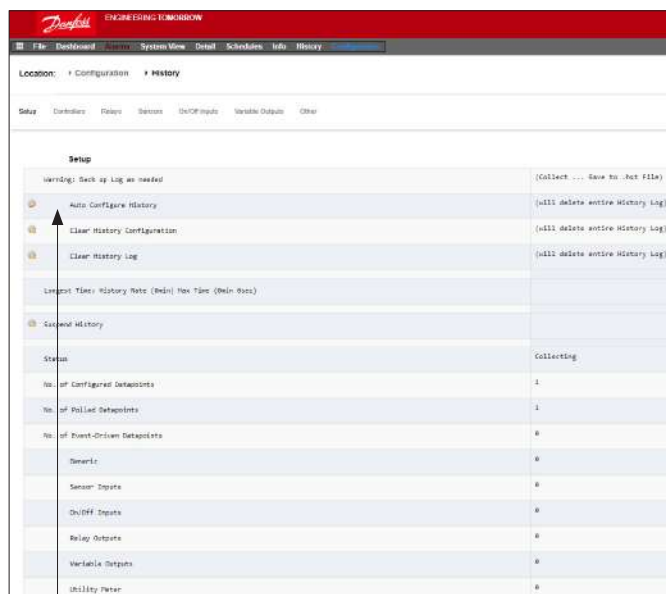 Danfoss ENGINEERING TOMORROW
File Dashboard Alarms System View Detail Schedules Info History Configuration
Location: Configuration History
Setup Controllers Relays Sensors On/Off Inputs Variable Outputs Other
Setup
Warning: Back up Log as needed (Collect ... Save to .hst File)
Auto Configure History (will delete entire History Log)
Clear History Configuration (will delete entire History Log)
Clear History Log (will delete entire History Log)
Longest Time: History Rate (0min) Max Time (0min 0sec)
Suspend History
Status Collecting
No. of Configured Datapoints 1
No. of Polled Datapoints 1
No. of Event-Driven Datapoints 0
Generic 0
Sensor Inputs 0
On/Off Inputs 0
Relay Outputs 0
Variable Outputs 0
Utility Meter 0